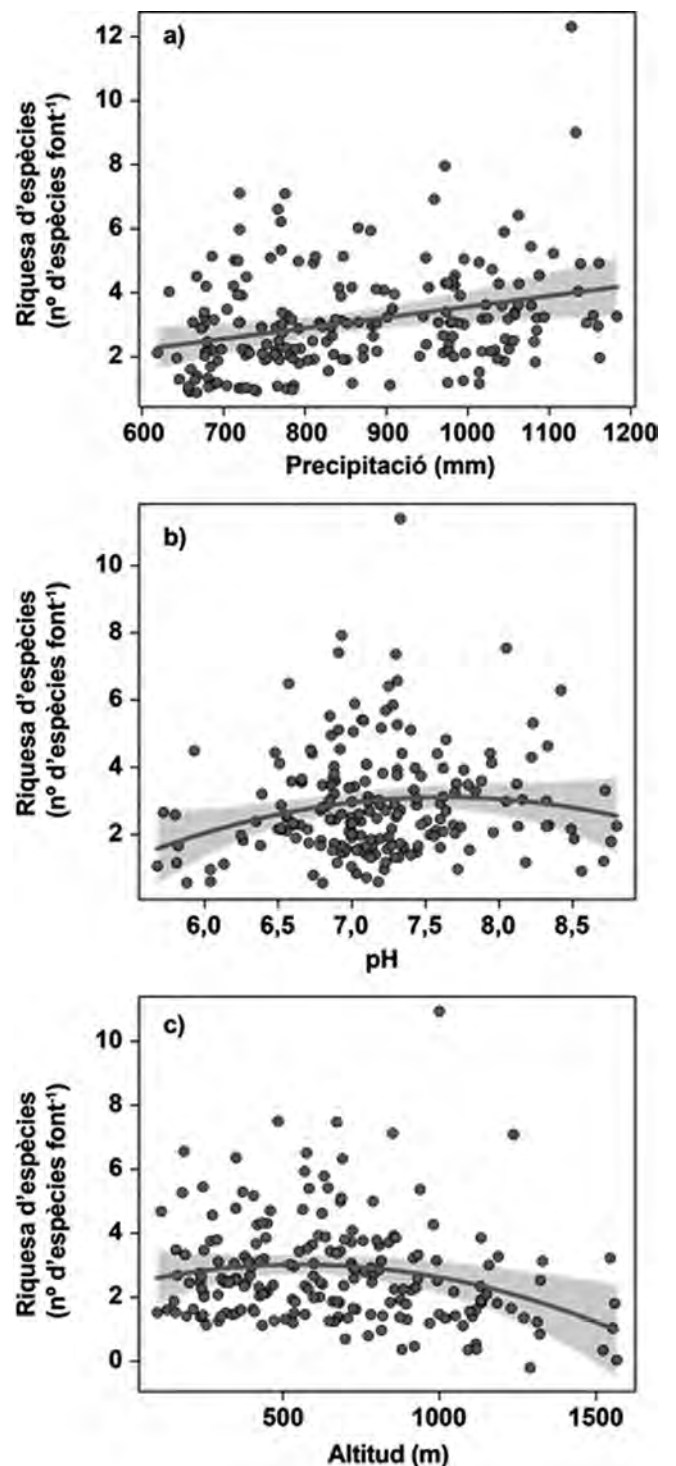 a)
Riquesa d'espècies
(nº d'espècies font⁻¹)
12
10
8
6
4
2
600 700 800 900 1000 1100 1200
Precipitació (mm)
b)
Riquesa d'espècies
(nº d'espècies font⁻¹)
10
8
6
4
2
6,0 6,5 7,0 7,5 8,0 8,5
pH
c)
Riquesa d'espècies
(nº d'espècies font⁻¹)
10
8
6
4
2
0
500 1000 1500
Altitud (m)